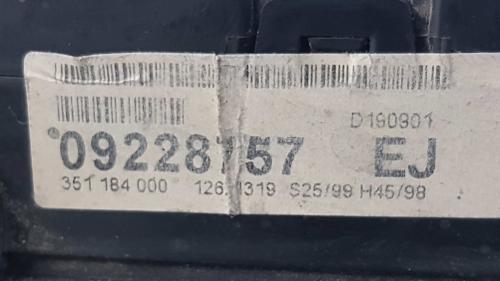 D190901
09228757 EJ
351 184 000 S25/99 H45/98